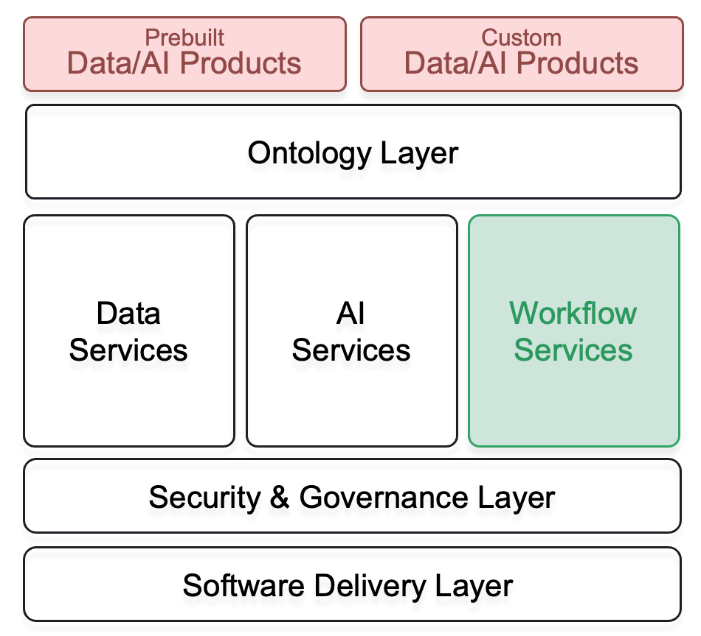 Prebuilt
Data/AI Products
Custom
Data/AI Products
Ontology Layer
Data
Services
AI
Services
Workflow
Services
Security & Governance Layer
Software Delivery Layer